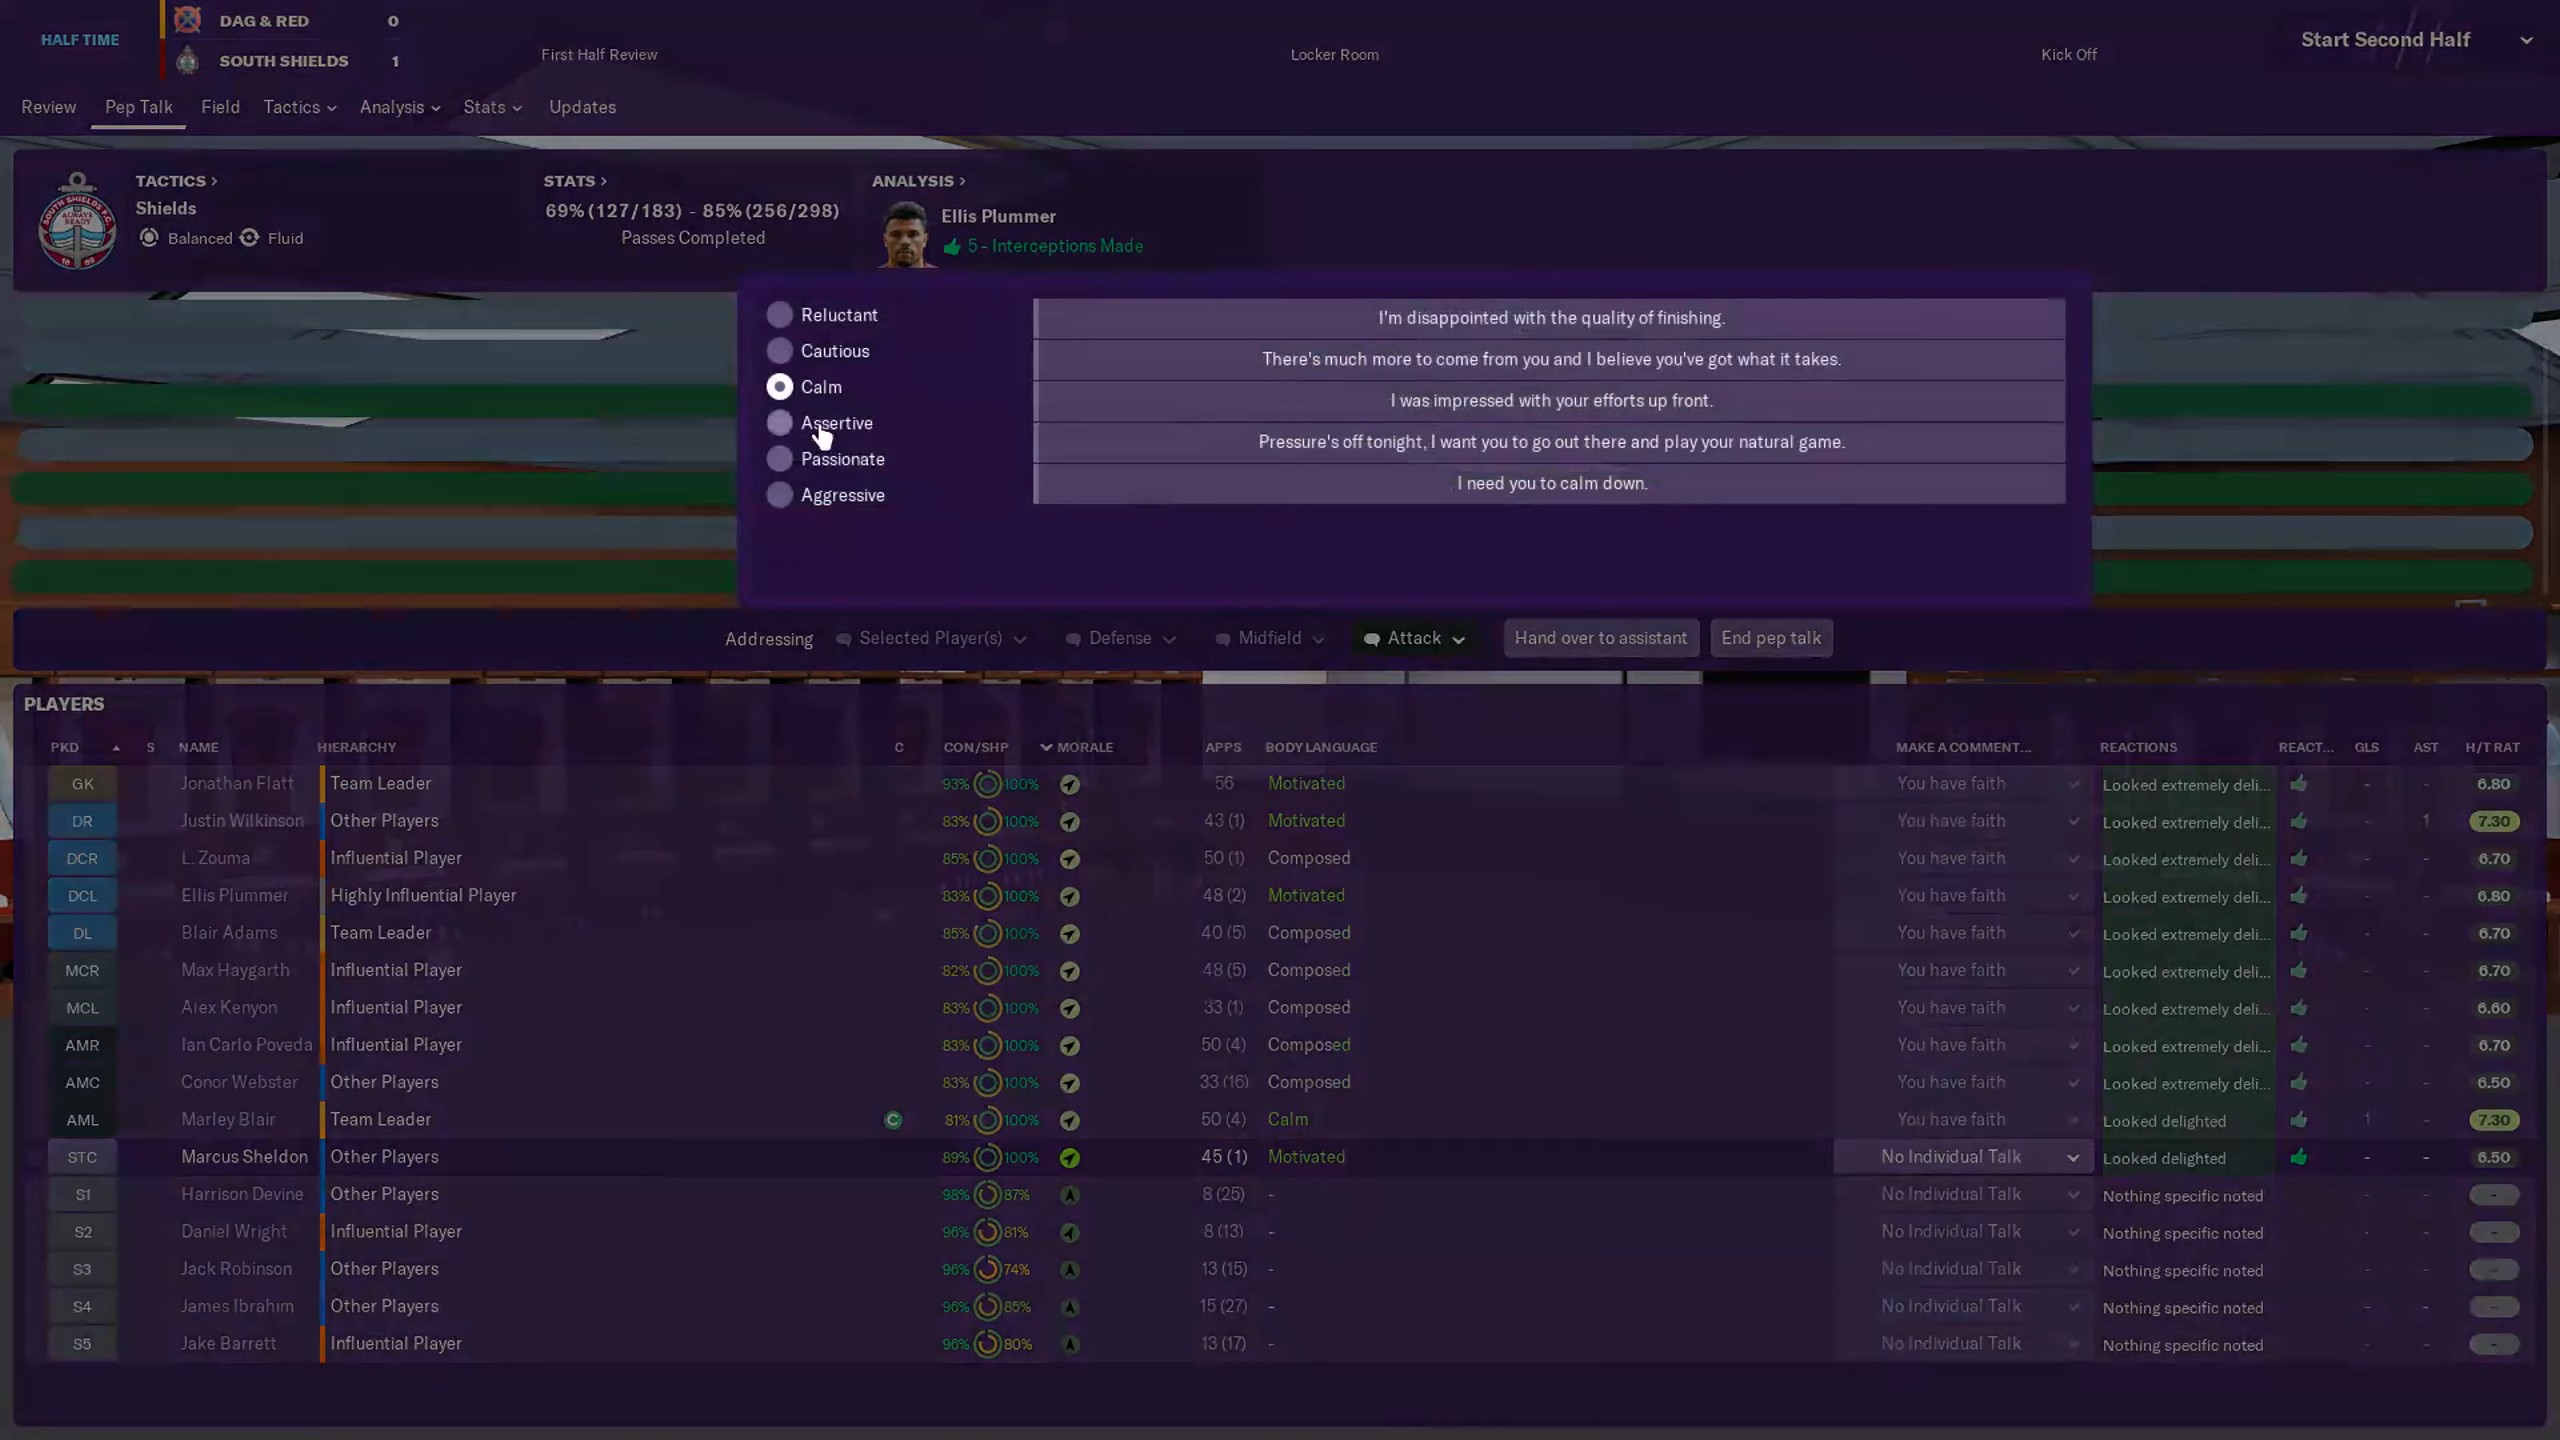 HALF TIME
DAG & RED 0
SOUTH SHIELDS 1
First Half Review
Locker Room
Kick Off
Start Second Half
Review Pep Talk Field Tactics Analysis Stats Updates
TACTICS >
Shields
Balanced Fluid
STATS >
69% (127/183) - 85% (256/298)
Passes Completed
ANALYSIS >
Ellis Plummer
5 - Interceptions Made
SOUTH SHIELDS F.C.
ALWAYS READY
Reluctant
Cautious
Calm
Assertive
Passionate
Aggressive
I'm disappointed with the quality of finishing.
There's much more to come from you and I believe you've got what it takes.
I was impressed with your efforts up front.
Pressure's off tonight, I want you to go out there and play your natural game.
I need you to calm down.
Addressing Selected Player(s) Defense Midfield Attack Hand over to assistant End pep talk
PLAYERS
PKD S NAME HIERARCHY C CON/SHP MORALE APPS BODY LANGUAGE MAKE A COMMENT... REACTIONS REACT... GLS AST H/T RAT
GK Jonathan Flatt Team Leader 93% 100% 56 Motivated You have faith Looked extremely deli... - - 6.80
DR Justin Wilkinson Other Players 83% 100% 43 (1) Motivated You have faith Looked extremely deli... - 1 7.30
DCR L. Zouma Influential Player 85% 100% 50 (1) Composed You have faith Looked extremely deli... - - 6.70
DCL Ellis Plummer Highly Influential Player 83% 100% 48 (2) Motivated You have faith Looked extremely deli... - - 6.80
DL Blair Adams Team Leader 85% 100% 40 (5) Composed You have faith Looked extremely deli... - - 6.70
MCR Max Haygarth Influential Player 82% 100% 48 (5) Composed You have faith Looked extremely deli... - - 6.70
MCL Alex Kenyon Influential Player 83% 100% 33 (1) Composed You have faith Looked extremely deli... - - 6.60
AMR Ian Carlo Poveda Influential Player 83% 100% 50 (4) Composed You have faith Looked extremely deli... - - 6.70
AMC Conor Webster Other Players 83% 100% 33 (16) Composed You have faith Looked extremely deli... - - 6.50
AML Marley Blair Team Leader C 81% 100% 50 (4) Calm You have faith Looked delighted 1 - 7.30
STC Marcus Sheldon Other Players 89% 100% 45 (1) Motivated No Individual Talk Looked delighted - - 6.50
S1 Harrison Devine Other Players 98% 87% 8 (25) - No Individual Talk Nothing specific noted - - -
S2 Daniel Wright Influential Player 96% 81% 8 (13) - No Individual Talk Nothing specific noted - - -
S3 Jack Robinson Other Players 96% 74% 13 (15) - No Individual Talk Nothing specific noted - - -
S4 James Ibrahim Other Players 96% 85% 15 (27) - No Individual Talk Nothing specific noted - - -
S5 Jake Barrett Influential Player 96% 80% 13 (17) - No Individual Talk Nothing specific noted - - -